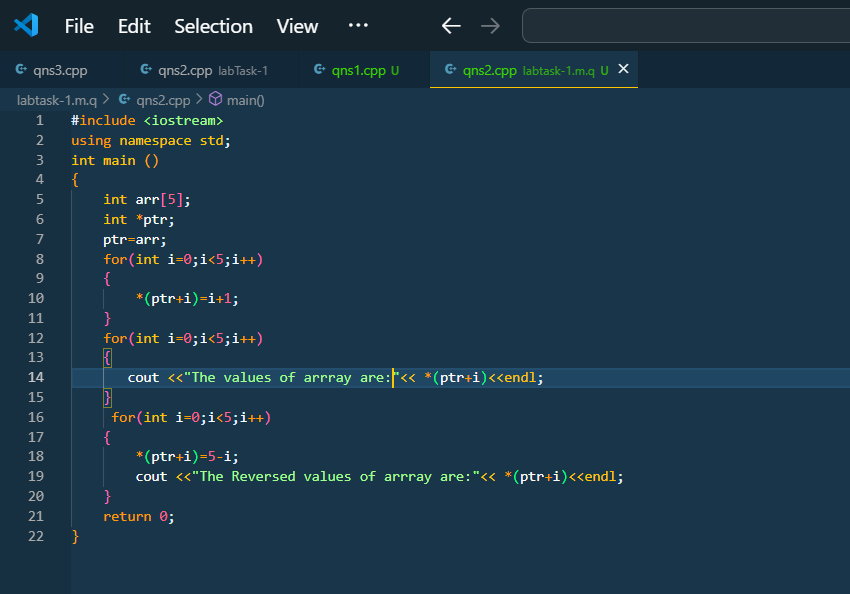 File Edit Selection View ··· ← →
qns3.cpp qns2.cpp labTask-1 qns1.cpp U qns2.cpp labtask-1.m.q U ×
labtask-1.m.q > qns2.cpp > main()
1 #include <iostream>
2 using namespace std;
3 int main ()
4 {
5 int arr[5];
6 int *ptr;
7 ptr=arr;
8 for(int i=0;i<5;i++)
9 {
10 *(ptr+i)=i+1;
11 }
12 for(int i=0;i<5;i++)
13 {
14 cout <<"The values of arrray are:"<< *(ptr+i)<<endl;
15 }
16 for(int i=0;i<5;i++)
17 {
18 *(ptr+i)=5-i;
19 cout <<"The Reversed values of arrray are:"<< *(ptr+i)<<endl;
20 }
21 return 0;
22 }